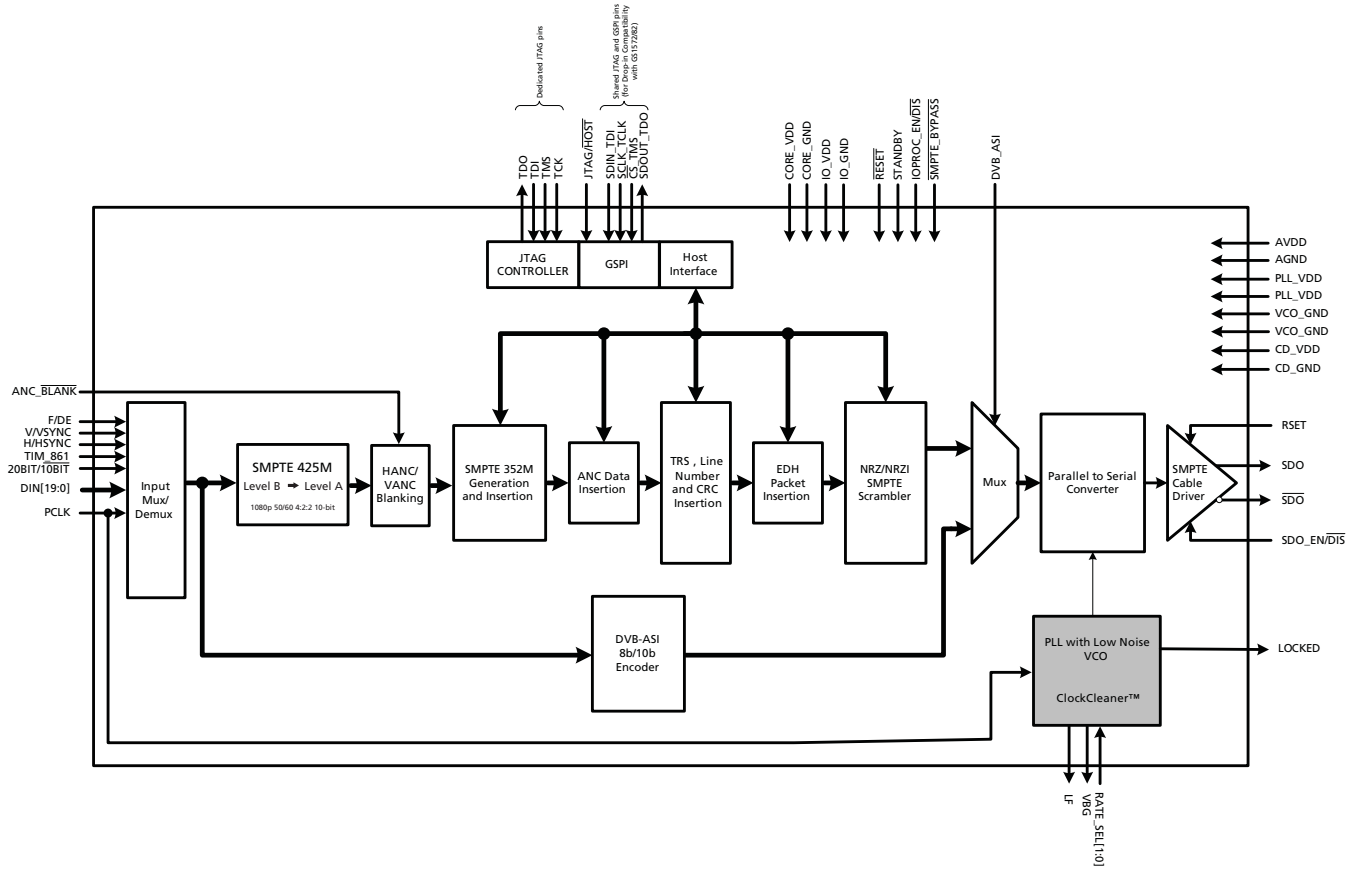 Dedicated JTAG pins
Shared JTAG and GSPI pins
(for Drop-in Compatibility
with GS1572/82)
TDO
TDI
TMS
TCK
JTAG/HOST
SDIN_TDI
SCLK_TCLK
CS_TMS
SDOUT_TDO
CORE_VDD
CORE_GND
IO_VDD
IO_GND
RESET
STANDBY
IOPROC_EN/DIS
SMPTE_BYPASS
DVB_ASI
JTAG
CONTROLLER
GSPI
Host
Interface
AVDD
AGND
PLL_VDD
PLL_VDD
VCO_GND
VCO_GND
CD_VDD
CD_GND
ANC_BLANK
F/DE
V/VSYNC
H/HSYNC
TIM_861
20BIT/10BIT
DIN[19:0]
PCLK
Input
Mux/
Demux
SMPTE 425M
Level B → Level A
1080p 50/60 4:2:2 10-bit
HANC/
VANC
Blanking
SMPTE 352M
Generation
and Insertion
ANC Data
Insertion
TRS , Line
Number
and CRC
Insertion
EDH
Packet
Insertion
NRZ/NRZI
SMPTE
Scrambler
Mux
Parallel to Serial
Converter
SMPTE
Cable
Driver
RSET
SDO
SDO
SDO_EN/DIS
DVB-ASI
8b/10b
Encoder
PLL with Low Noise
VCO
ClockCleaner™
LOCKED
LF
VBG
RATE_SEL[1:0]